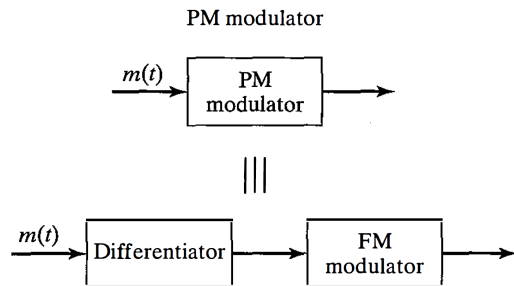 PM modulator
m(t)
PM
modulator
m(t)
Differentiator
FM
modulator